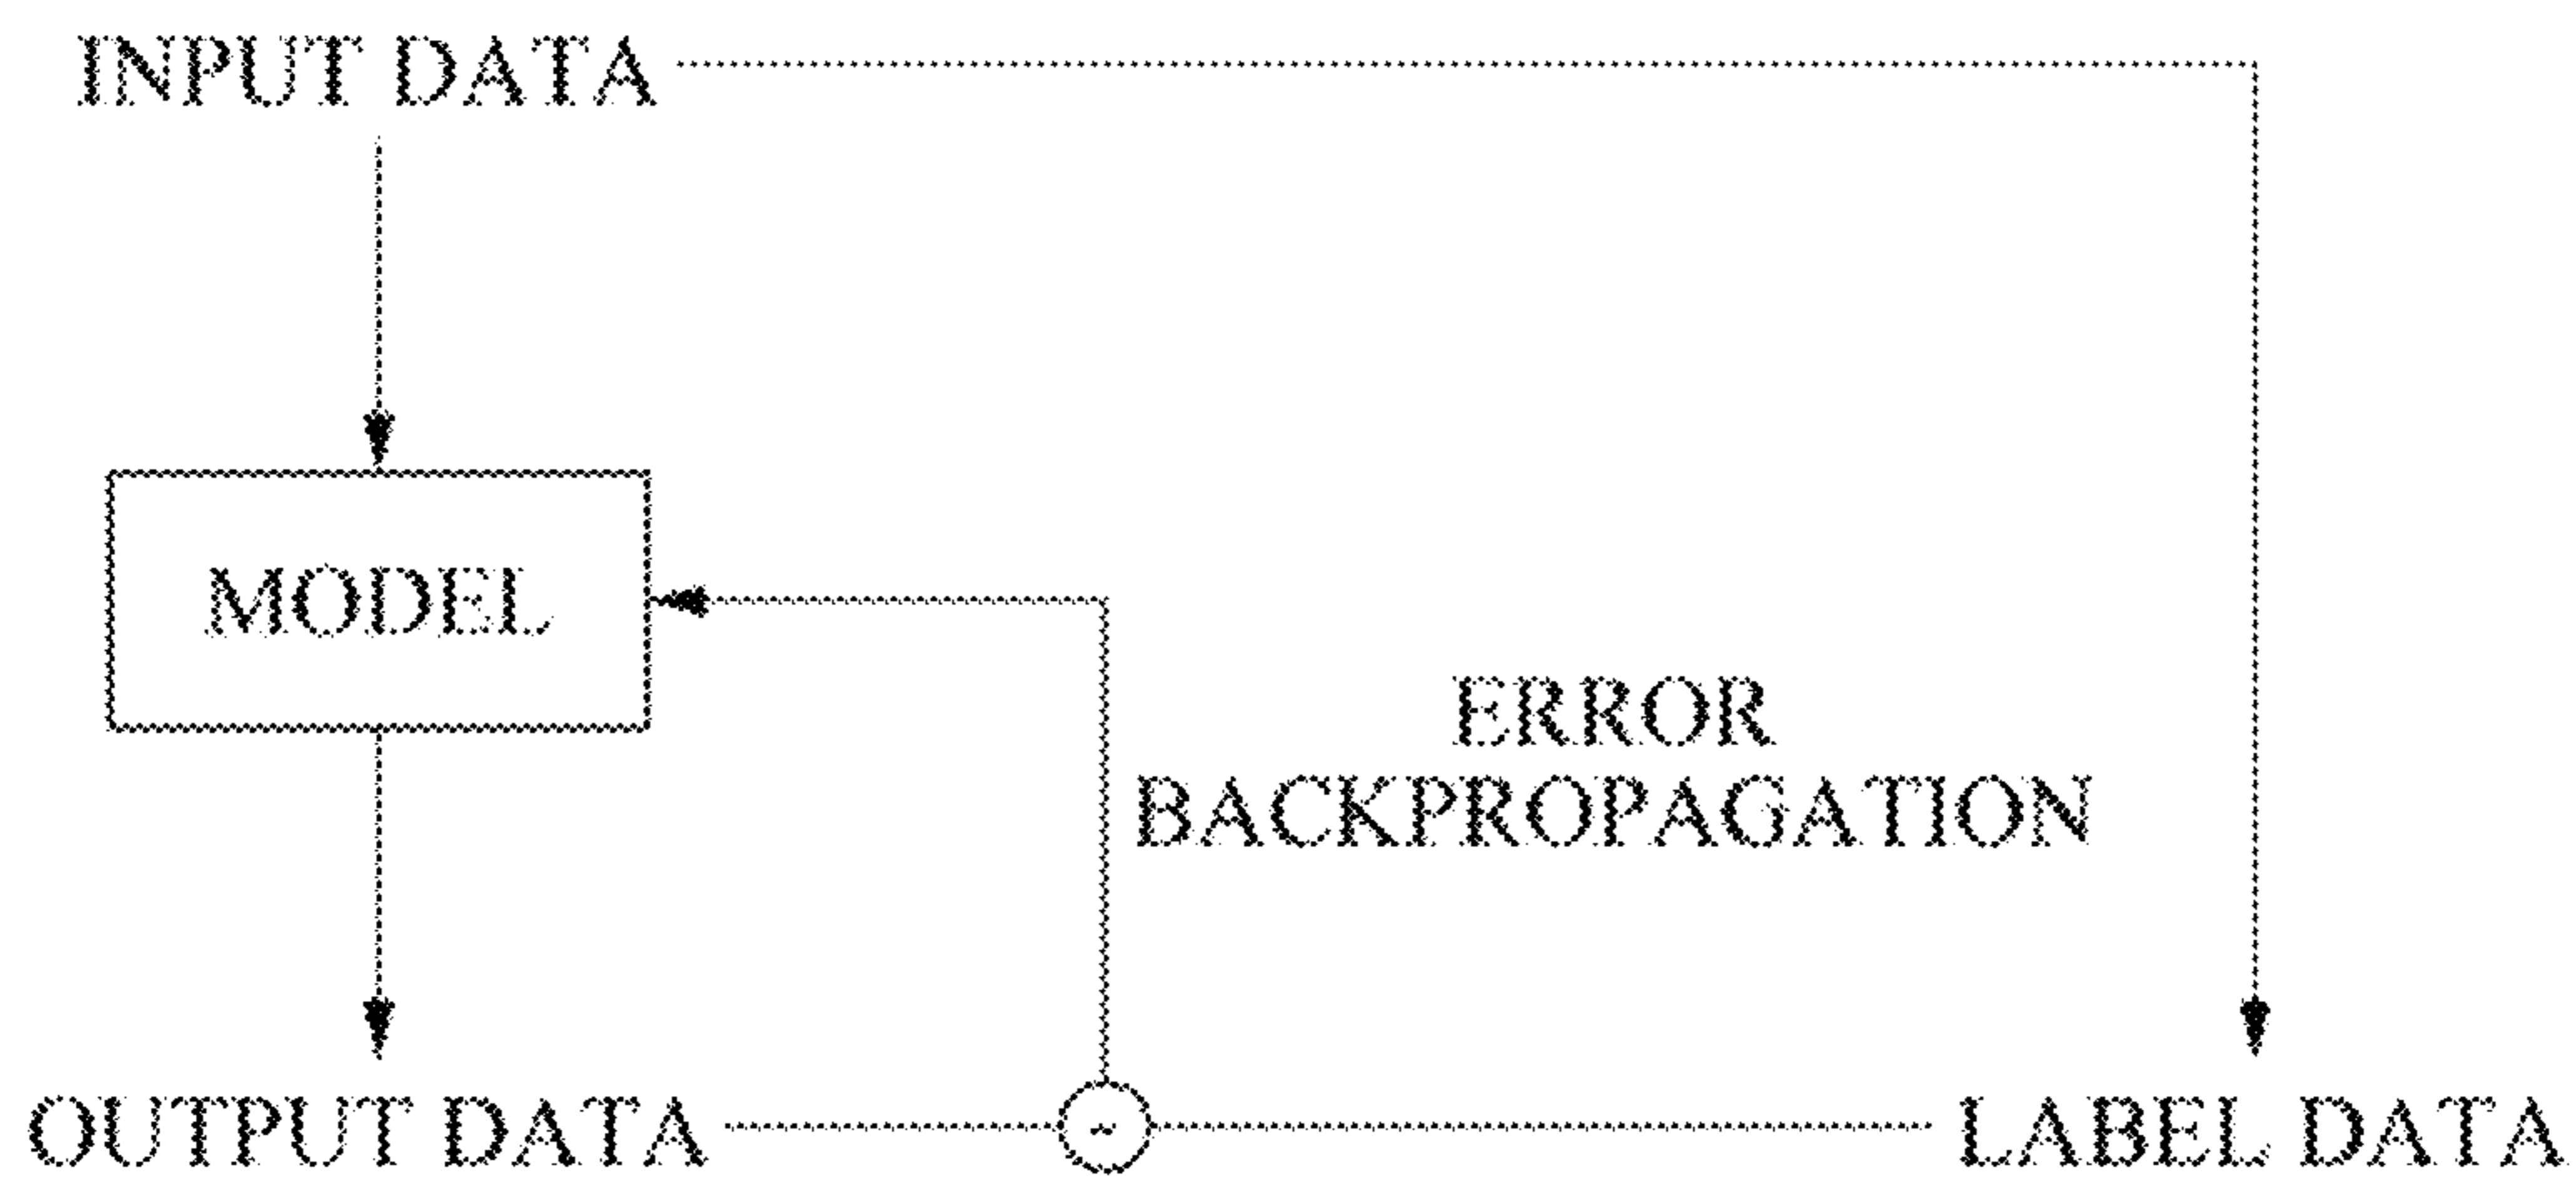 INPUT DATA
MODEL
ERROR
BACKPROPAGATION
OUTPUT DATA
-
LABEL DATA